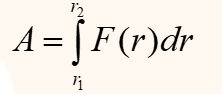 A = ∫_{r₁}^{r₂} F(r)dr